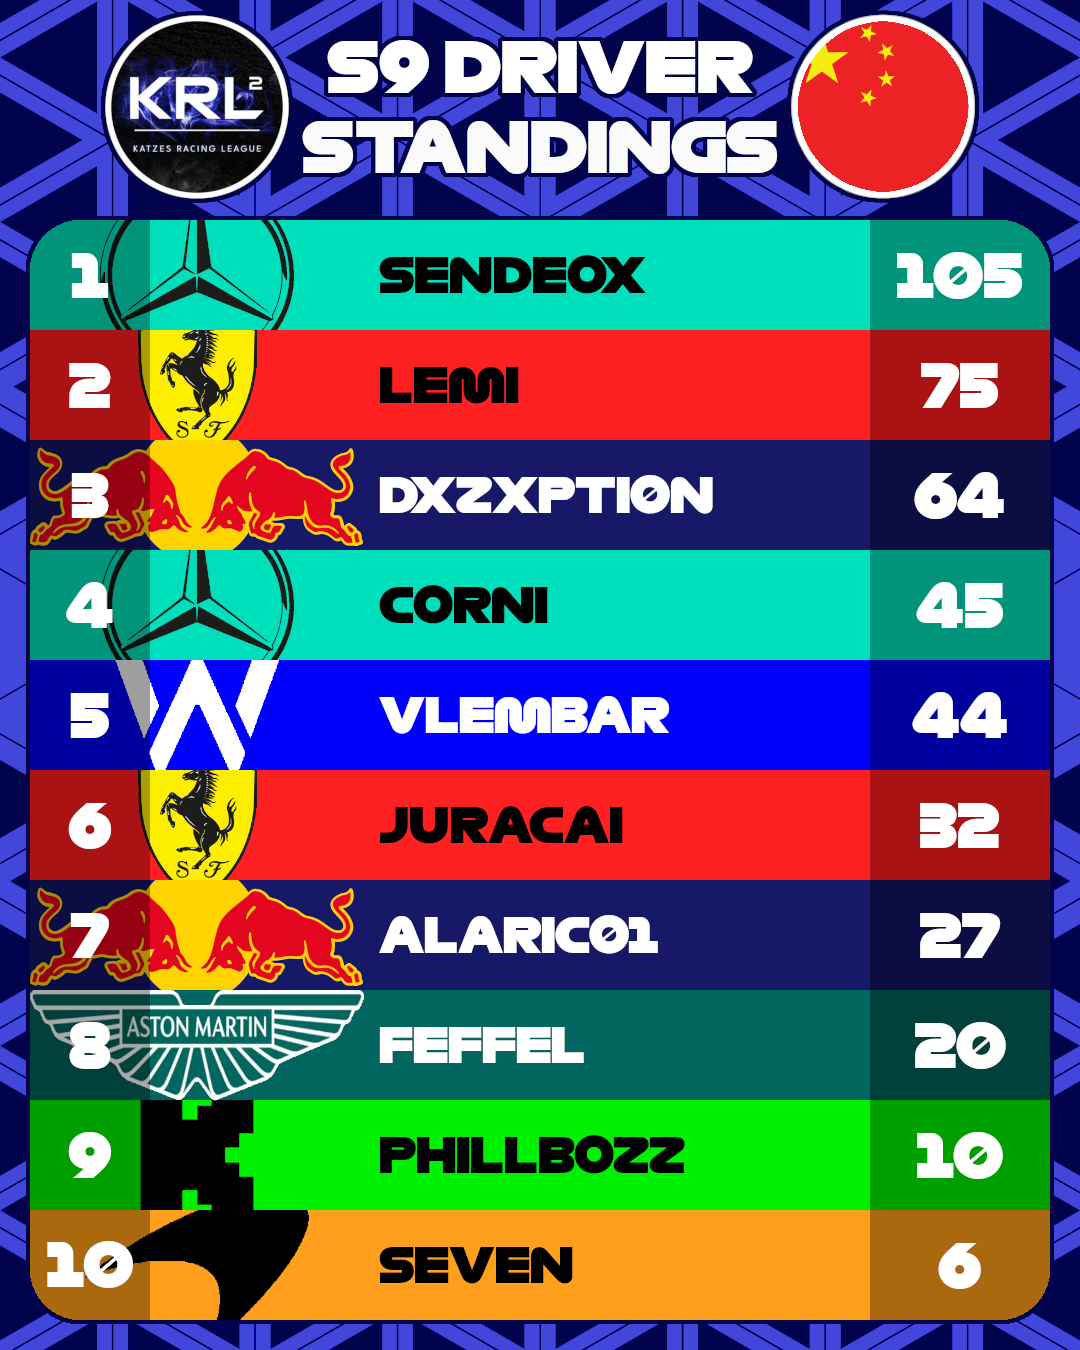 KRL²
KATZES RACING LEAGUE
S9 DRIVER
STANDINGS
1 SENDEOX 105
2 S F LEMI 75
3 DXZXPTION 64
4 CORNI 45
5 VLEMBAR 44
6 S F JURACAI 32
7 ALARIC01 27
8 ASTON MARTIN FEFFEL 20
9 PHILLBOZZ 10
10 SEVEN 6